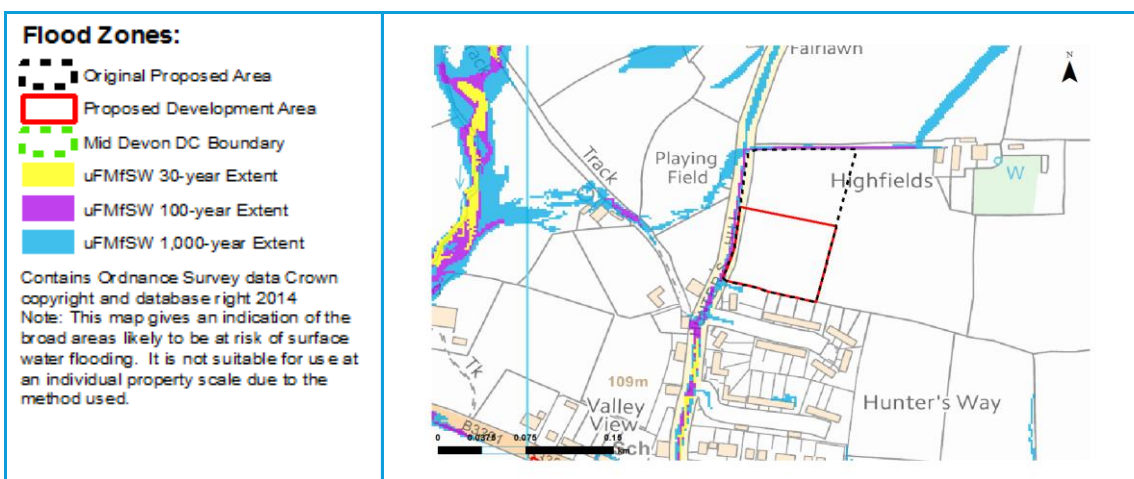 Flood Zones:
Original Proposed Area
Proposed Development Area
Mid Devon DC Boundary
uFMfSW 30-year Extent
uFMfSW 100-year Extent
uFMfSW 1,000-year Extent
Contains Ordnance Survey data Crown
copyright and database right 2014
Note: This map gives an indication of the
broad areas likely to be at risk of surface
water flooding. It is not suitable for use at
an individual property scale due to the
method used.
Fairlawn
N
Track
Track
Playing
Field
Highfields
W
Tk
109m
Valley
View
Hunter's Way
0 0.0375 0.075 0.15
km
Sch